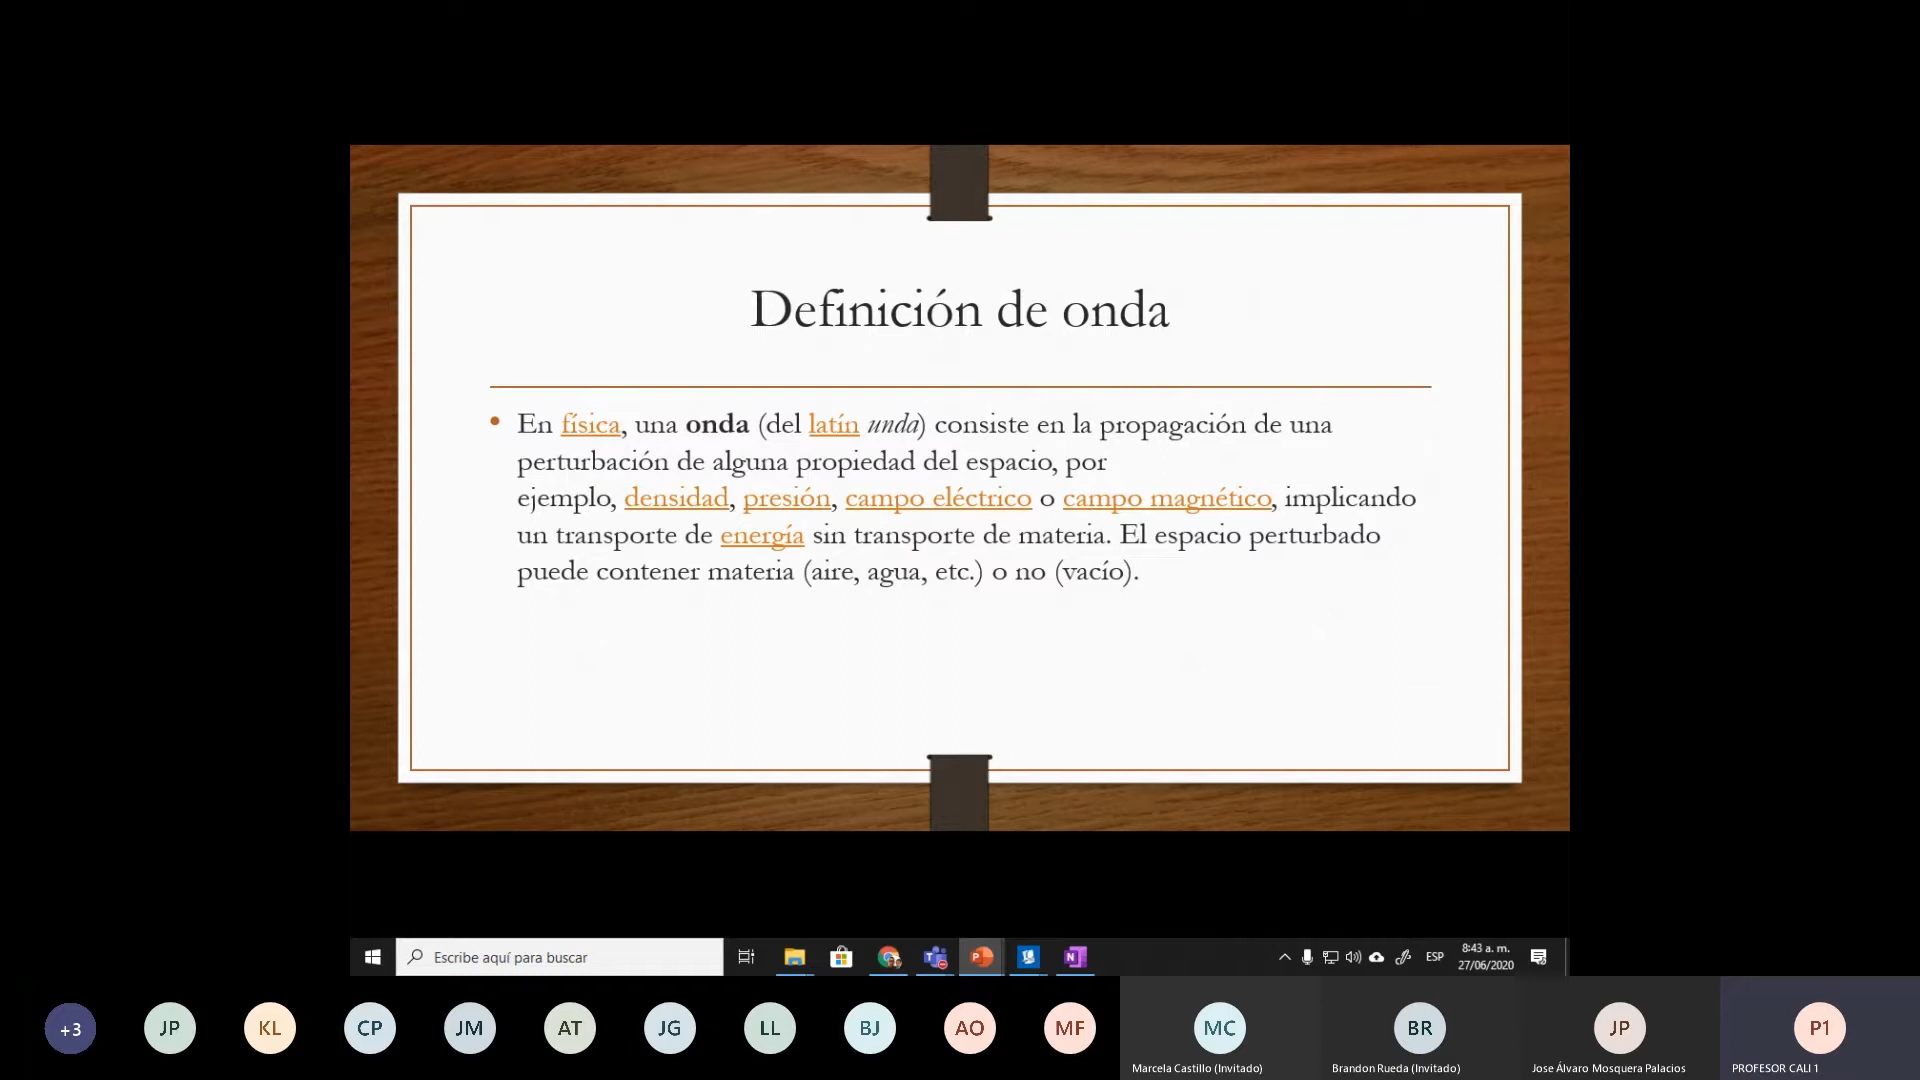 Definición de onda
• En física, una onda (del latín unda) consiste en la propagación de una
perturbación de alguna propiedad del espacio, por
ejemplo, densidad, presión, campo eléctrico o campo magnético, implicando
un transporte de energía sin transporte de materia. El espacio perturbado
puede contener materia (aire, agua, etc.) o no (vacío).
Escribe aquí para buscar
ESP
8:43 a. m.
27/06/2020
+3
JP
KL
CP
JM
AT
JG
LL
BJ
AO
MF
MC
BR
JP
P1
Marcela Castillo (Invitado)
Brandon Rueda (Invitado)
Jose Álvaro Mosquera Palacios
PROFESOR CALI 1